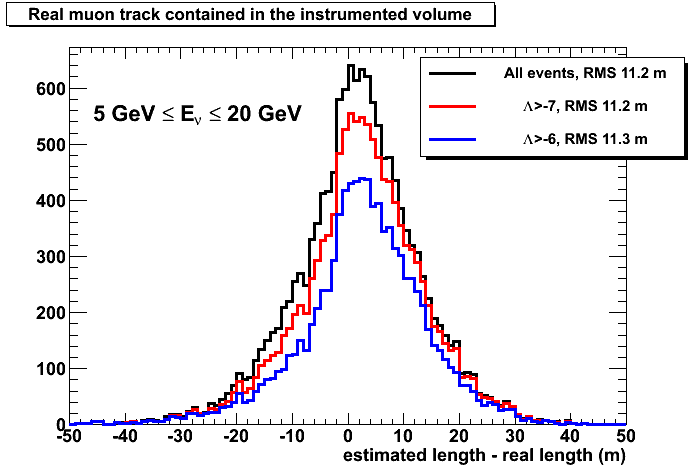 Real muon track contained in the instrumented volume
All events, RMS 11.2 m
Λ>-7, RMS 11.2 m
Λ>-6, RMS 11.3 m
5 GeV ≤ Eν ≤ 20 GeV
600
500
400
300
200
100
0
-50 -40 -30 -20 -10 0 10 20 30 40 50
estimated length - real length (m)